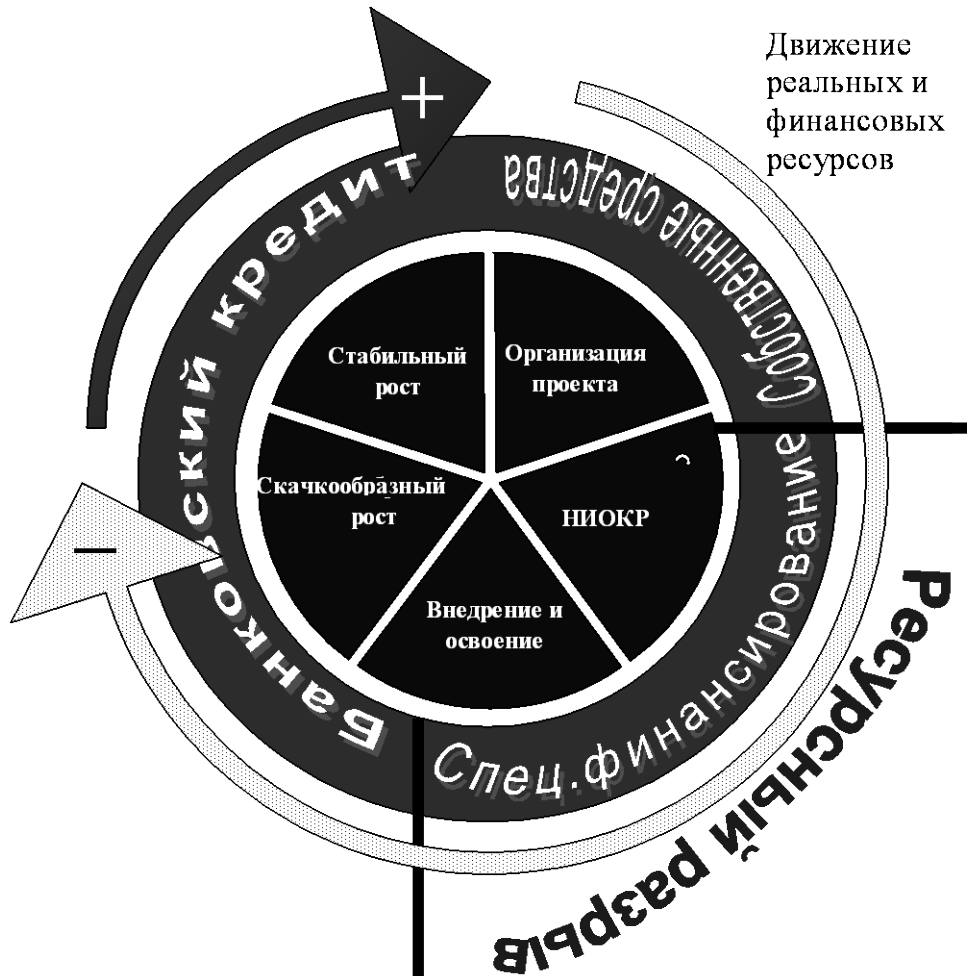 Движение
реальных и
финансовых
ресурсов
+
Банковский кредит
Собственные средства
Стабильный
рост
Организация
проекта
Скачкообразный
рост
НИОКР
Внедрение и
освоение
–
Спец.финансирование
Ресурсный разрыв